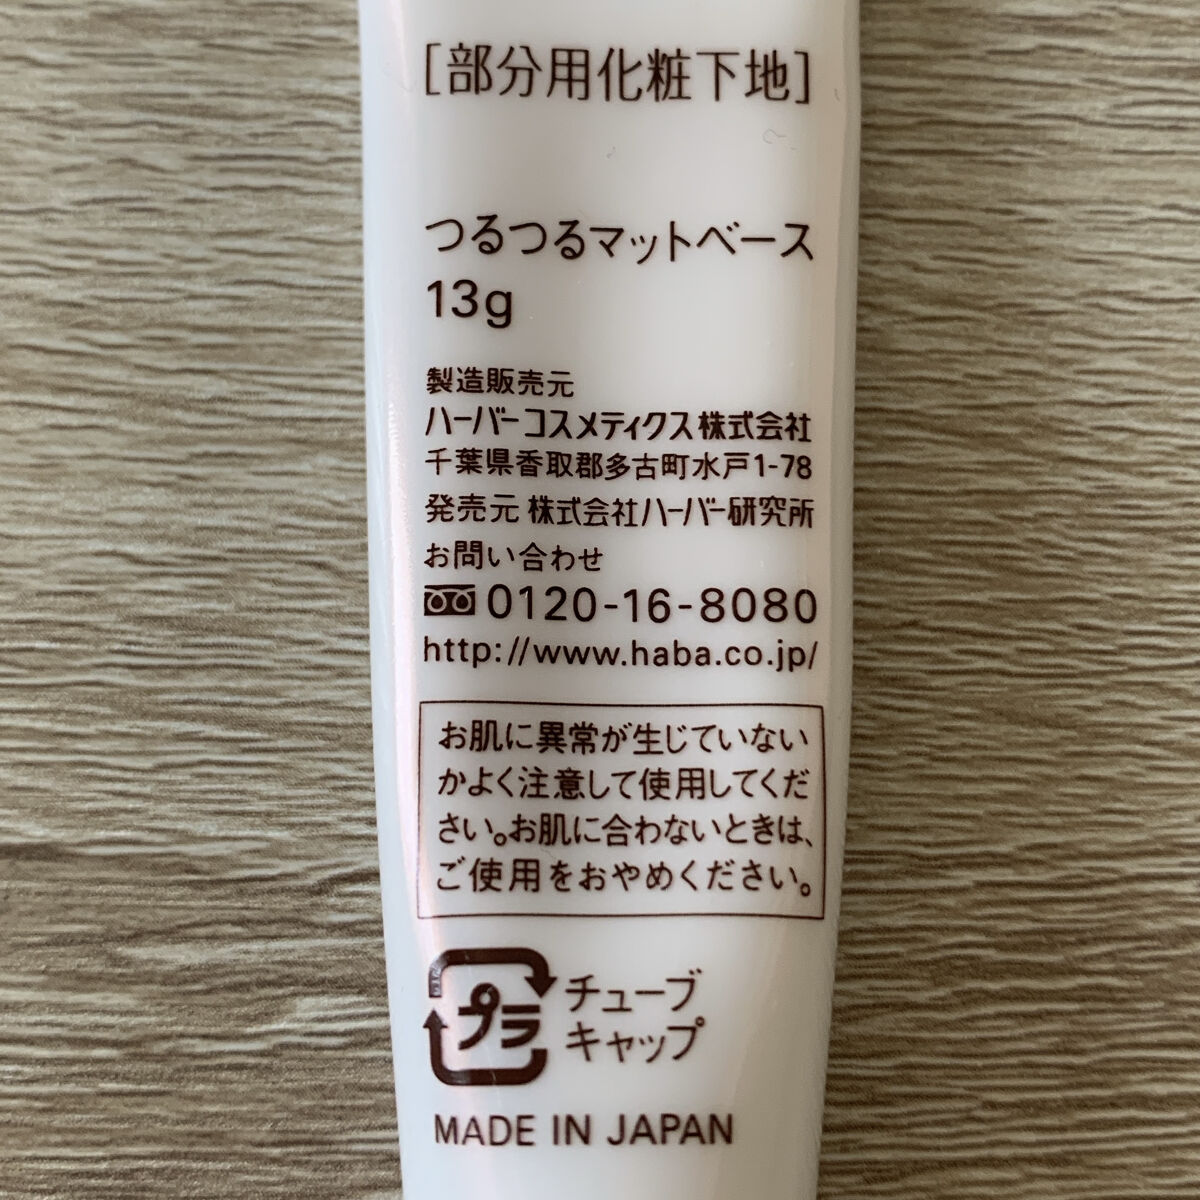 [部分用化粧下地]
つるつるマットベース
13g
製造販売元
ハーバーコスメティクス株式会社
千葉県香取郡多古町水戸1-78
発売元 株式会社ハーバー研究所
お問い合わせ
0120-16-8080
http://www.haba.co.jp/
お肌に異常が生じていない
かよく注意して使用してくだ
さい。お肌に合わないときは、
ご使用をおやめください。
プラ
チューブ
キャップ
MADE IN JAPAN